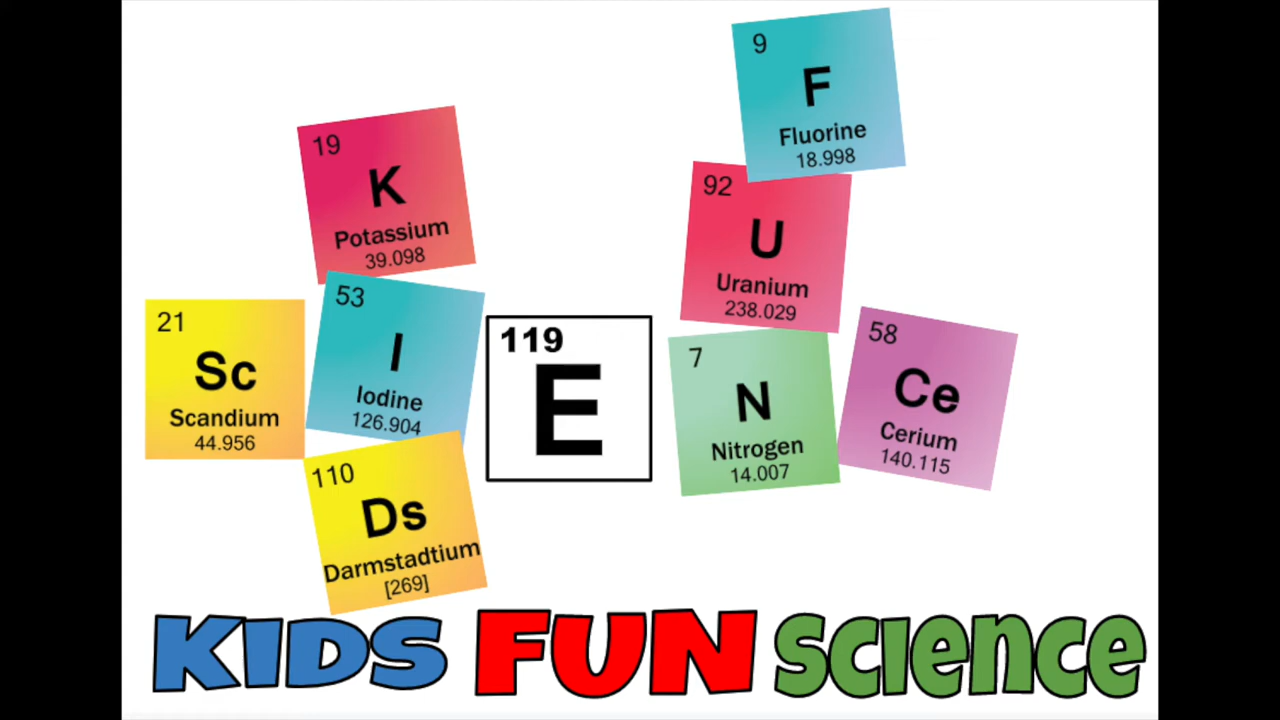 9
F
Fluorine
18.998
19
K
Potassium
39.098
92
U
Uranium
238.029
21
Sc
Scandium
44.956
53
I
Iodine
126.904
119
E
7
N
Nitrogen
14.007
58
Ce
Cerium
140.115
110
Ds
Darmstadtium
[269]
KIDS FUN SCIENCE